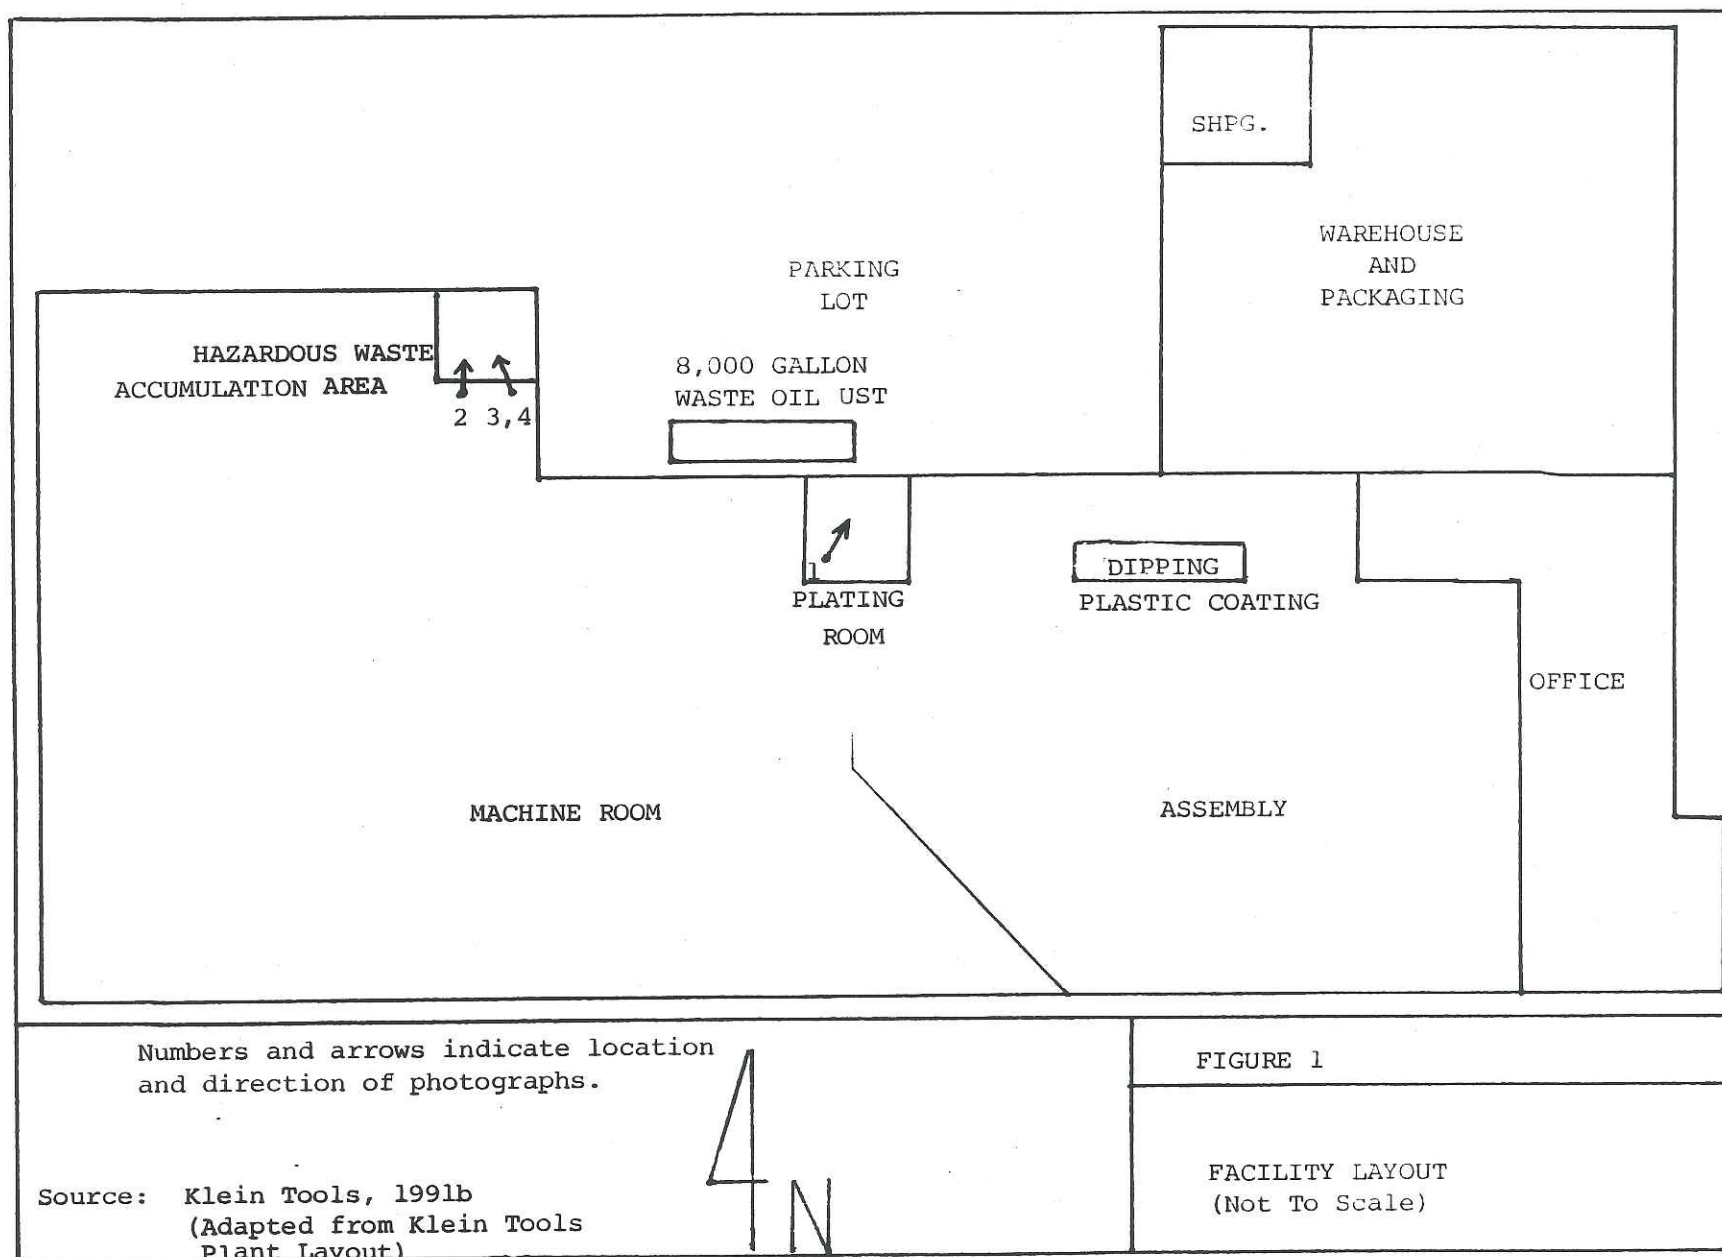 SHPG.
WAREHOUSE
AND
PACKAGING
PARKING
LOT
HAZARDOUS WASTE
ACCUMULATION AREA
2 3,4
8,000 GALLON
WASTE OIL UST
1
PLATING
ROOM
DIPPING
PLASTIC COATING
OFFICE
MACHINE ROOM
ASSEMBLY
Numbers and arrows indicate location
and direction of photographs.
Source: Klein Tools, 1991b
(Adapted from Klein Tools
Plant Layout)
N
FIGURE 1
FACILITY LAYOUT
(Not To Scale)